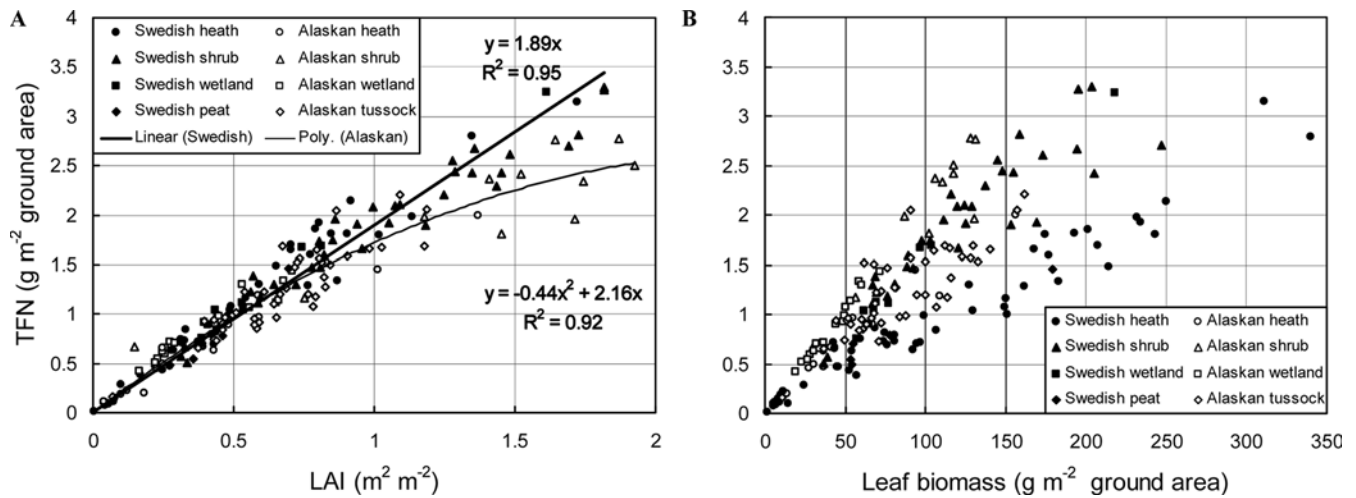 A
TFN (g m⁻² ground area)
4
3.5
3
2.5
2
1.5
1
0.5
0
0 0.5 1 1.5 2
LAI (m² m⁻²)
Swedish heath Alaskan heath
Swedish shrub Alaskan shrub
Swedish wetland Alaskan wetland
Swedish peat Alaskan tussock
Linear (Swedish) Poly. (Alaskan)
y = 1.89x
R² = 0.95
y = -0.44x² + 2.16x
R² = 0.92
B
4
3.5
3
2.5
2
1.5
1
0.5
0
0 50 100 150 200 250 300 350
Leaf biomass (g m⁻² ground area)
Swedish heath Alaskan heath
Swedish shrub Alaskan shrub
Swedish wetland Alaskan wetland
Swedish peat Alaskan tussock